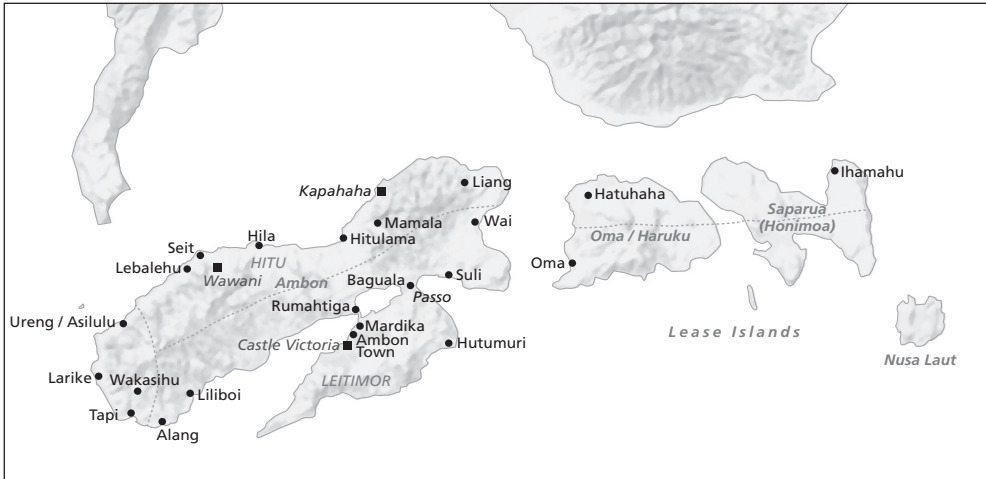 Ihamahu
Liang
Kapahaha
Hatuhaha
Saparua
(Honimoa)
Mamala
Wai
Hila
Hitulama
Oma / Haruku
Seit
HITU
Lebalehu
Wawani
Ambon
Baguala
Suli
Oma
Passo
Rumahtiga
Ureng / Asilulu
Mardika
Lease Islands
Castle Victoria
Ambon
Town
Hutumuri
Nusa Laut
Larike
Wakasihu
LEITIMOR
Liliboi
Tapi
Alang